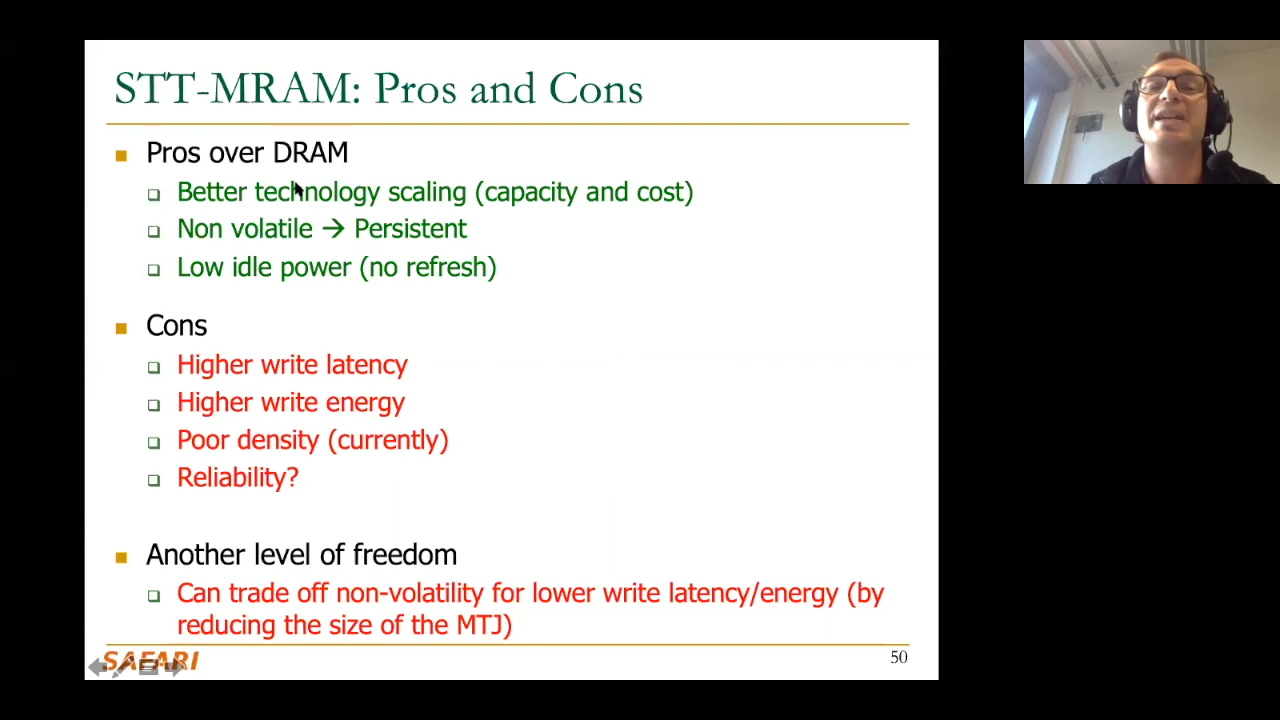 STT-MRAM: Pros and Cons
Pros over DRAM
Better technology scaling (capacity and cost)
Non volatile → Persistent
Low idle power (no refresh)
Cons
Higher write latency
Higher write energy
Poor density (currently)
Reliability?
Another level of freedom
Can trade off non-volatility for lower write latency/energy (by
reducing the size of the MTJ)
SAFARI
50